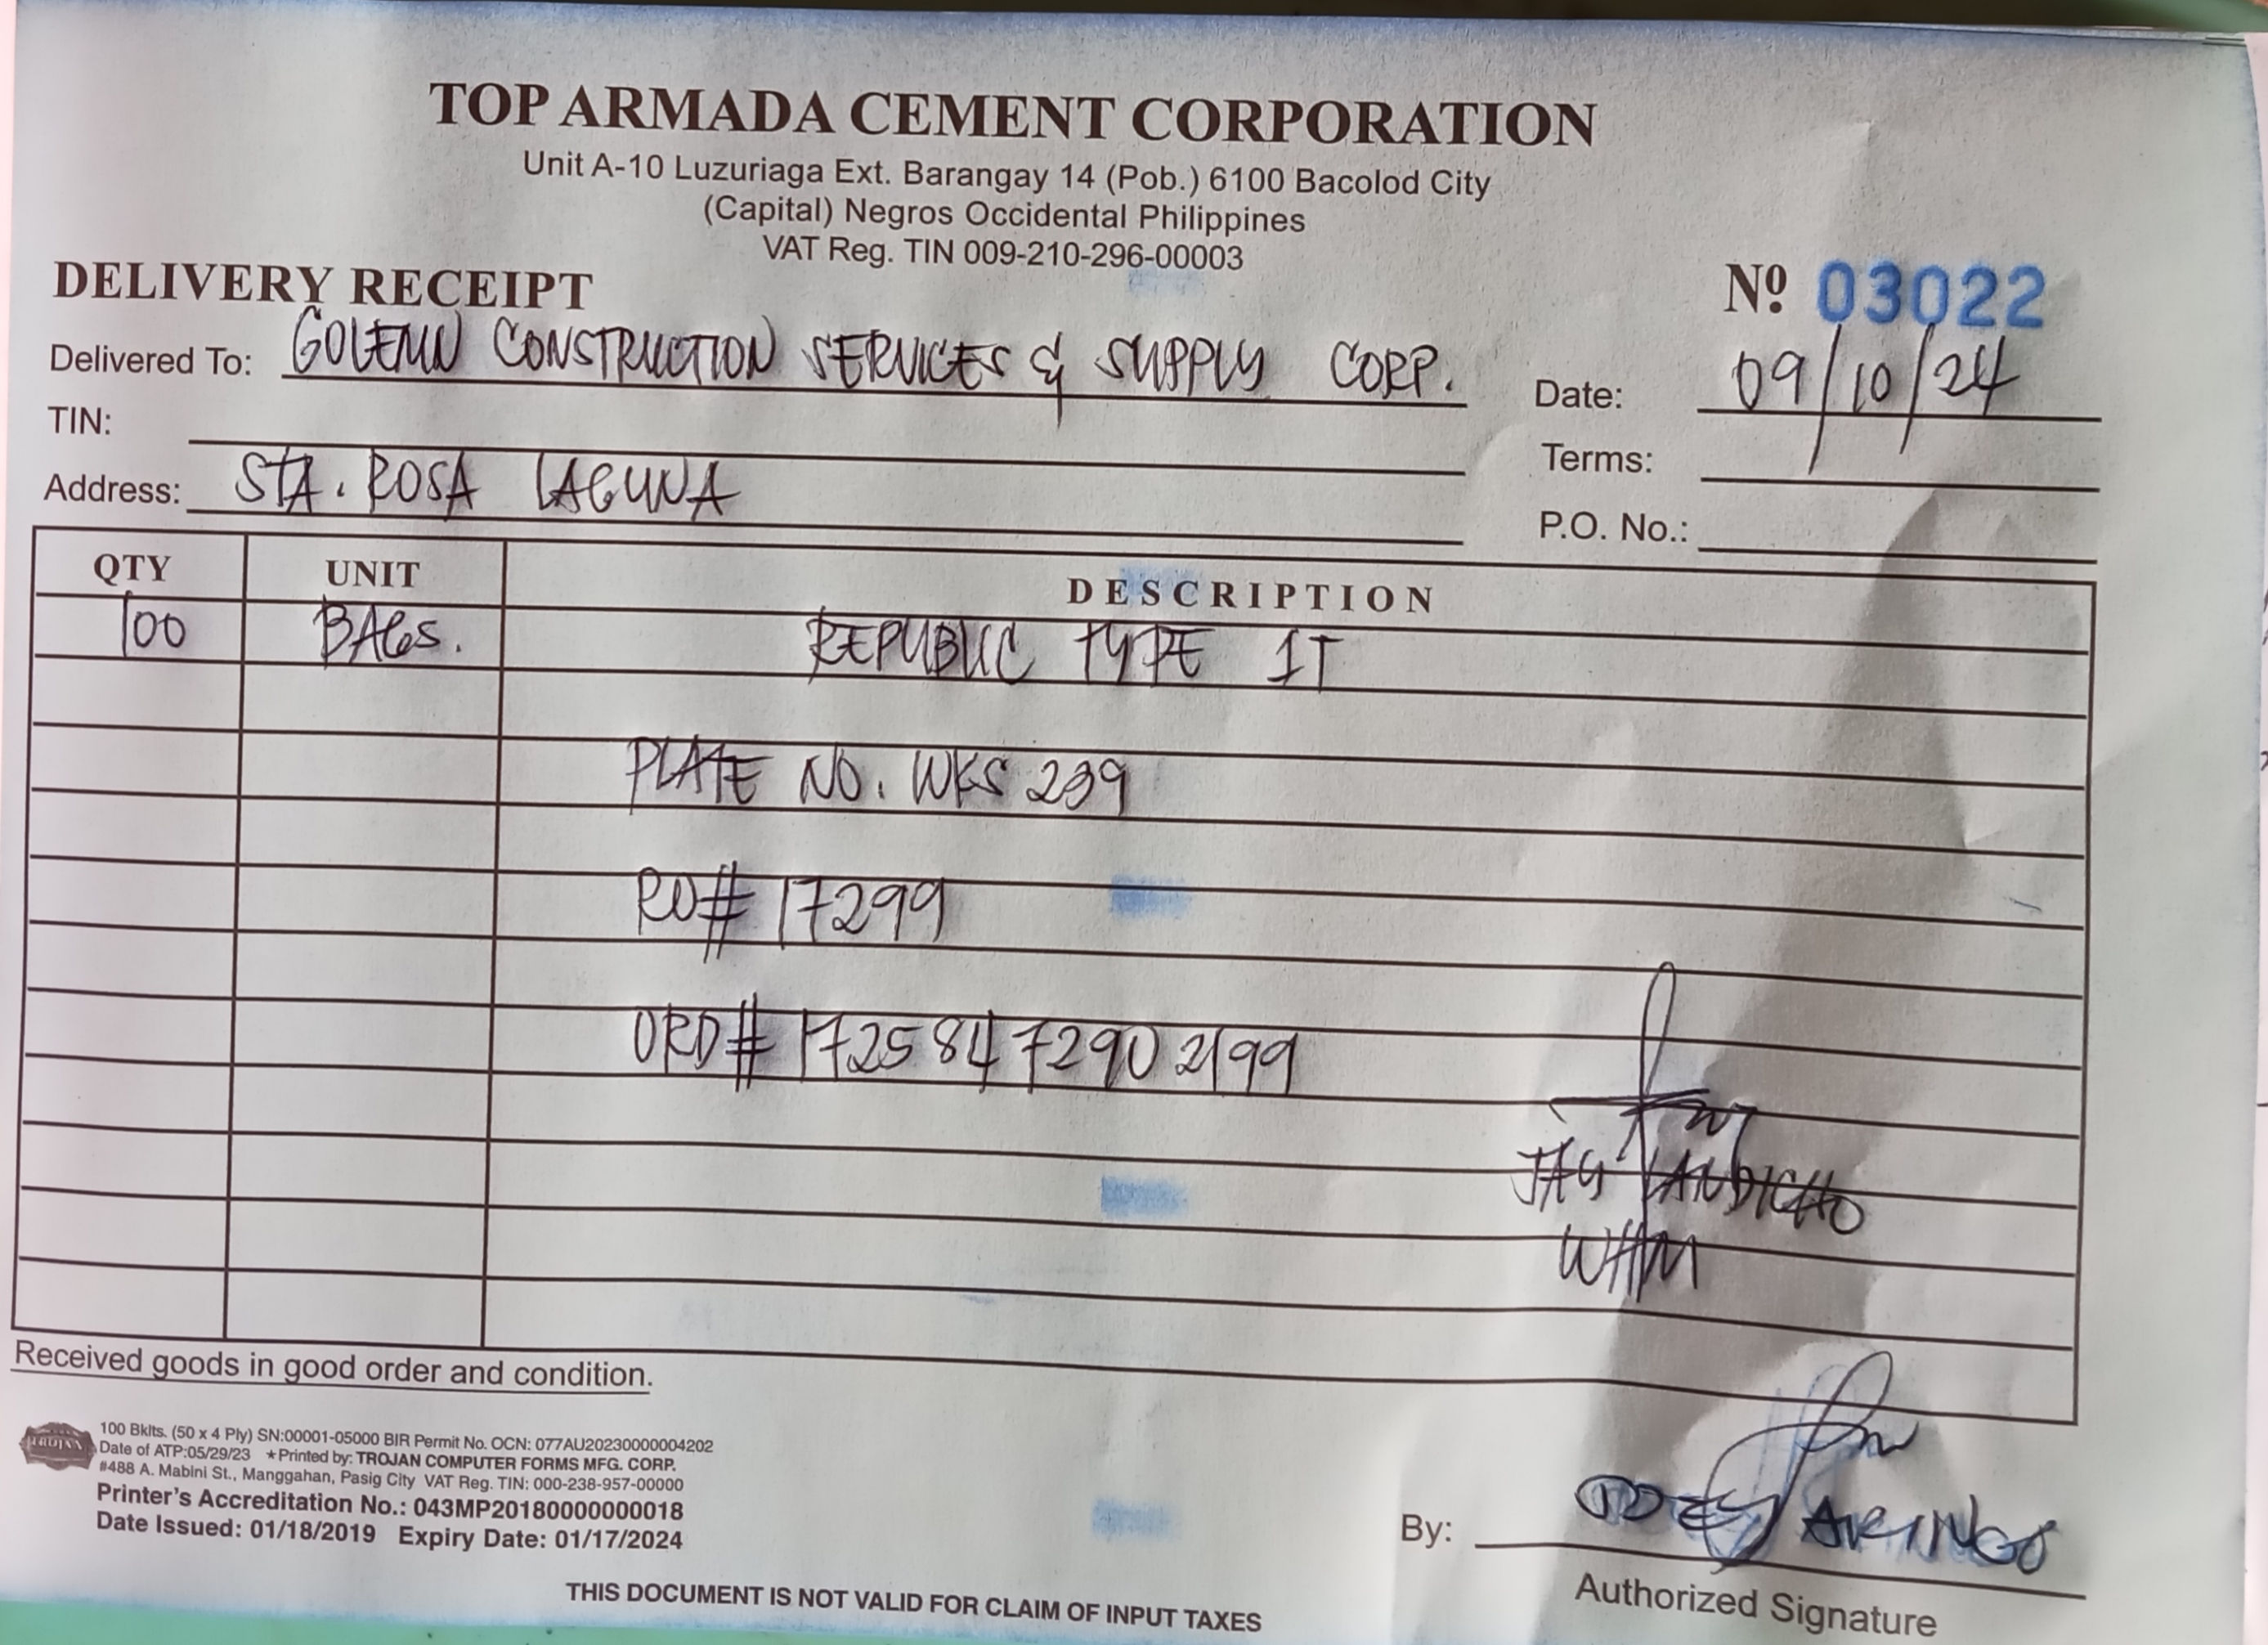 TOP ARMADA CEMENT CORPORATION
Unit A-10 Luzuriaga Ext. Barangay 14 (Pob.) 6100 Bacolod City
(Capital) Negros Occidental Philippines
VAT Reg. TIN 009-210-296-00003
DELIVERY RECEIPT
Nº 03022
Delivered To: GOLEMN CONSTRUCTION SERVICES & SUPPLY CORP.
Date: 09/10/24
TIN:
Terms:
Address: STA. ROSA LAGUNA
P.O. No.:
QTY UNIT DESCRIPTION
100 BAGS. REPUBLIC TYPE 1T
PLATE NO. WKS 239
RO# 17299
ORD# 1725847290 2199
JAG LANDICHO
WHM
Received goods in good order and condition.
TROJAN
100 Bklts. (50 x 4 Ply) SN:00001-05000 BIR Permit No. OCN: 077AU20230000004202
Date of ATP:05/29/23 ★Printed by: TROJAN COMPUTER FORMS MFG. CORP.
#488 A. Mabini St., Manggahan, Pasig City VAT Reg. TIN: 000-238-957-00000
Printer's Accreditation No.: 043MP20180000000018
Date Issued: 01/18/2019 Expiry Date: 01/17/2024
By: ARINGO
Authorized Signature
THIS DOCUMENT IS NOT VALID FOR CLAIM OF INPUT TAXES